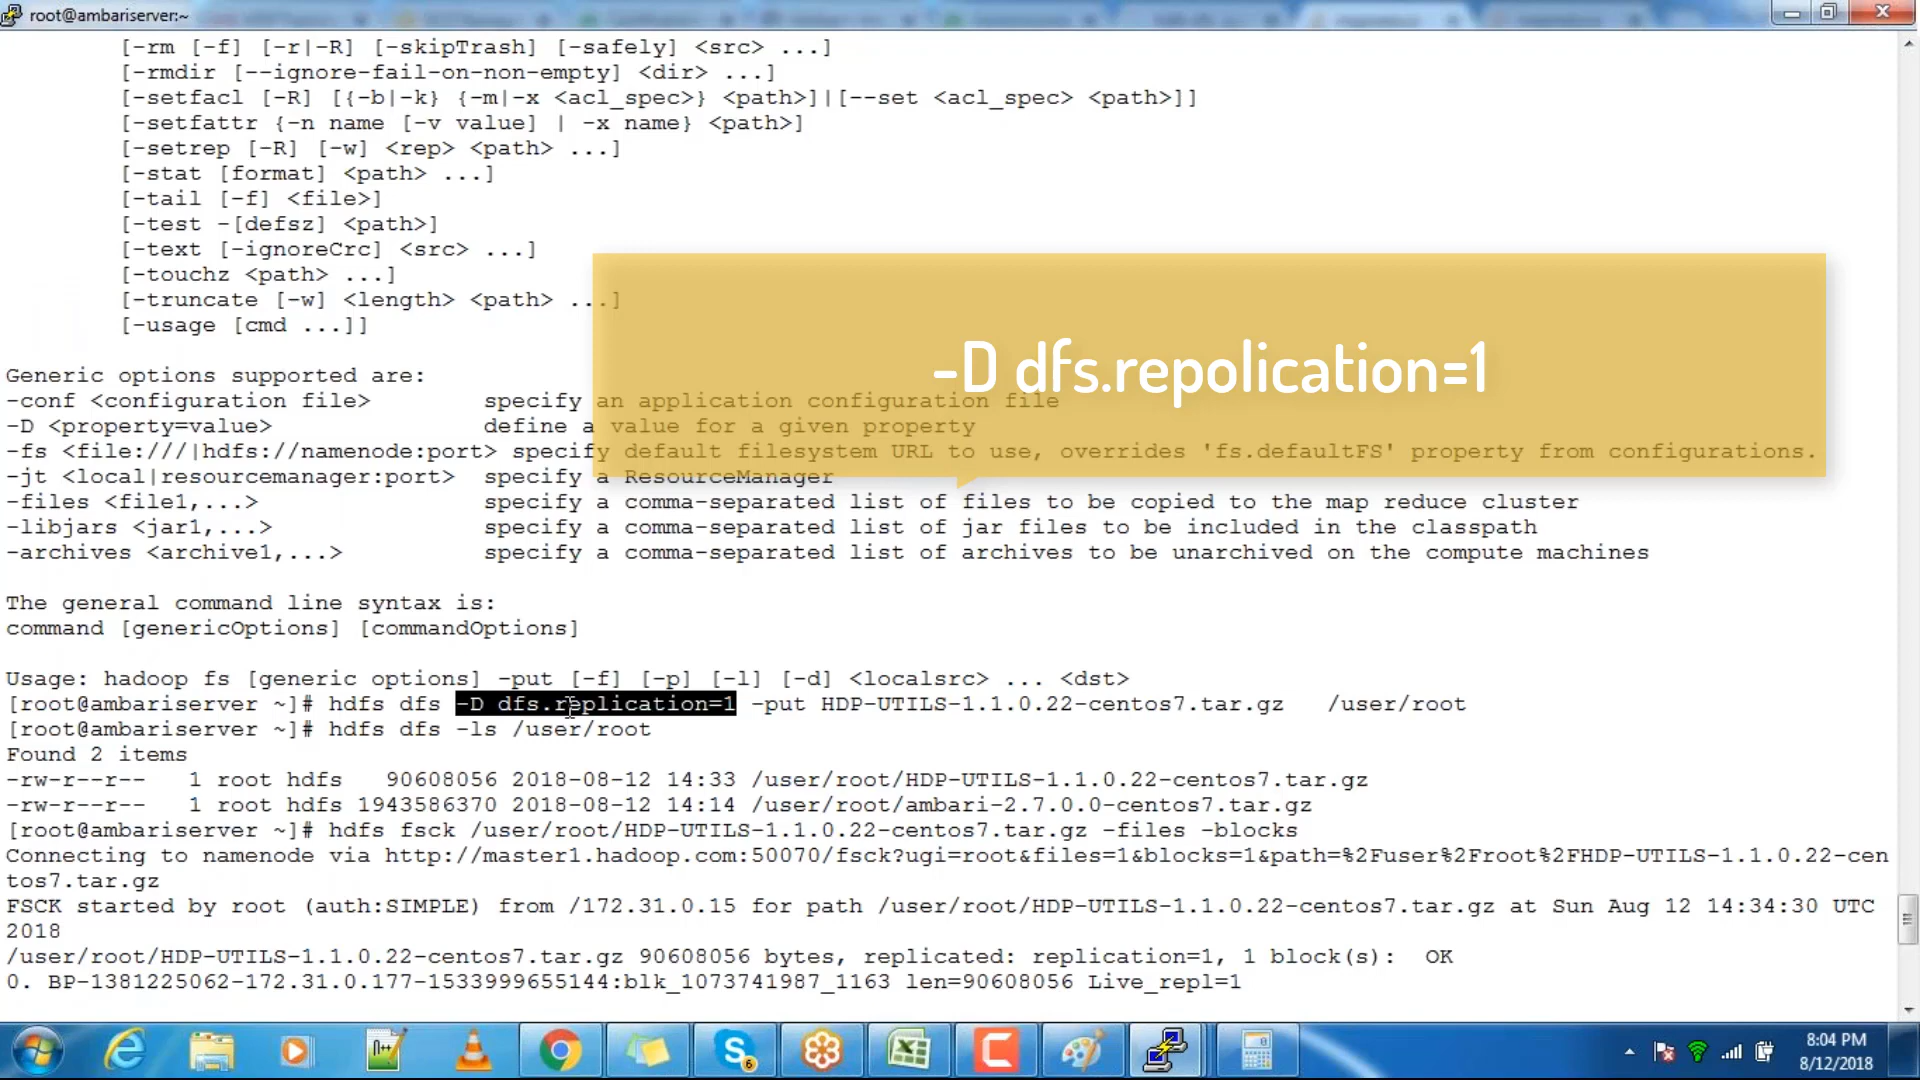 root@ambariserver:~
[-rm [-f] [-r|-R] [-skipTrash] [-safely] <src> ...]
[-rmdir [--ignore-fail-on-non-empty] <dir> ...]
[-setfacl [-R] [{-b|-k} {-m|-x <acl_spec>} <path>]|[--set <acl_spec> <path>]]
[-setfattr {-n name [-v value] | -x name} <path>]
[-setrep [-R] [-w] <rep> <path> ...]
[-stat [format] <path> ...]
[-tail [-f] <file>]
[-test -[defsz] <path>]
[-text [-ignoreCrc] <src> ...]
[-touchz <path> ...]
[-truncate [-w] <length> <path> ...]
[-usage [cmd ...]]
-D dfs.repolication=1
Generic options supported are:
-conf <configuration file> specify an application configuration file
-D <property=value> define a value for a given property
-fs <file:///|hdfs://namenode:port> specify default filesystem URL to use, overrides 'fs.defaultFS' property from configurations.
-jt <local|resourcemanager:port> specify a ResourceManager
-files <file1,...> specify a comma-separated list of files to be copied to the map reduce cluster
-libjars <jar1,...> specify a comma-separated list of jar files to be included in the classpath
-archives <archive1,...> specify a comma-separated list of archives to be unarchived on the compute machines
The general command line syntax is:
command [genericOptions] [commandOptions]
Usage: hadoop fs [generic options] -put [-f] [-p] [-l] [-d] <localsrc> ... <dst>
[root@ambariserver ~]# hdfs dfs -D dfs.replication=1 -put HDP-UTILS-1.1.0.22-centos7.tar.gz /user/root
[root@ambariserver ~]# hdfs dfs -ls /user/root
Found 2 items
-rw-r--r-- 1 root hdfs 90608056 2018-08-12 14:33 /user/root/HDP-UTILS-1.1.0.22-centos7.tar.gz
-rw-r--r-- 1 root hdfs 1943586370 2018-08-12 14:14 /user/root/ambari-2.7.0.0-centos7.tar.gz
[root@ambariserver ~]# hdfs fsck /user/root/HDP-UTILS-1.1.0.22-centos7.tar.gz -files -blocks
Connecting to namenode via http://master1.hadoop.com:50070/fsck?ugi=root&files=1&blocks=1&path=%2Fuser%2Froot%2FHDP-UTILS-1.1.0.22-cen
tos7.tar.gz
FSCK started by root (auth:SIMPLE) from /172.31.0.15 for path /user/root/HDP-UTILS-1.1.0.22-centos7.tar.gz at Sun Aug 12 14:34:30 UTC
2018
/user/root/HDP-UTILS-1.1.0.22-centos7.tar.gz 90608056 bytes, replicated: replication=1, 1 block(s):  OK
0. BP-1381225062-172.31.0.177-1533999655144:blk_1073741987_1163 len=90608056 Live_repl=1
8:04 PM
8/12/2018